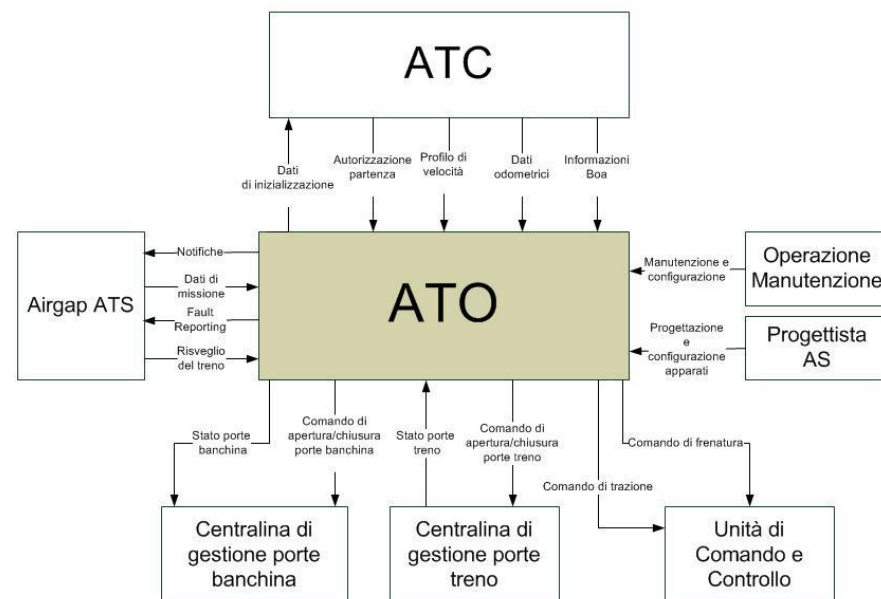 ATC
Dati
di inizializzazione
Autorizzazione
partenza
Profilo di
velocità
Dati
odometrici
Informazioni
Boa
Airgap ATS
Notifiche
Dati di
missione
Fault
Reporting
Risveglio
del treno
ATO
Manutenzione e
configurazione
Operazione
Manutenzione
Progettazione
e
configurazione
apparati
Progettista
AS
Stato porte
banchina
Comando di
apertura/chiusura
porte banchina
Stato porte
treno
Comando di
apertura/chiusura
porte treno
Comando di frenatura
Comando di trazione
Centralina di
gestione porte
banchina
Centralina di
gestione porte
treno
Unità di
Comando e
Controllo